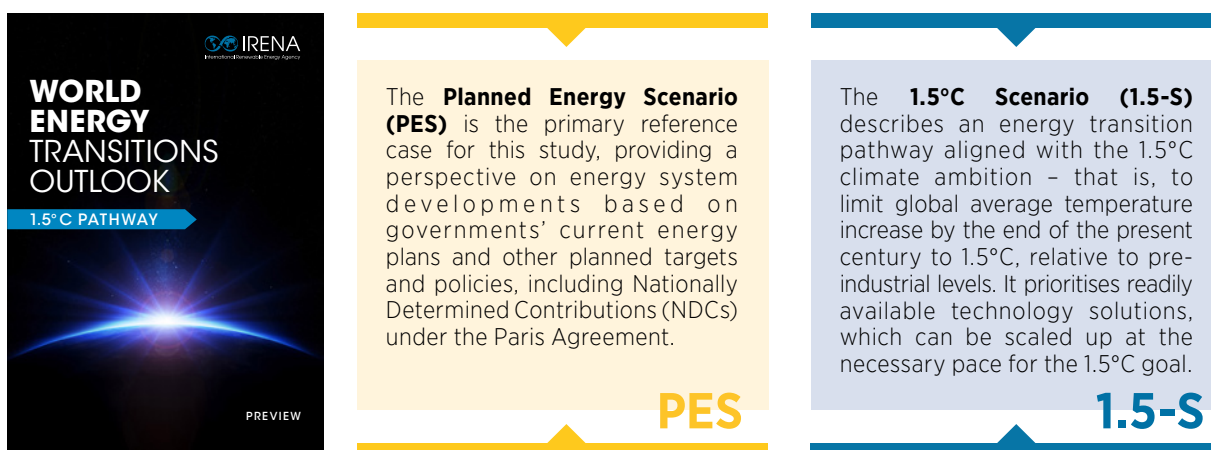 IRENA
International Renewable Energy Agency
WORLD
ENERGY
TRANSITIONS
OUTLOOK
1.5°C PATHWAY
PREVIEW
The Planned Energy Scenario
(PES) is the primary reference
case for this study, providing a
perspective on energy system
developments based on
governments’ current energy
plans and other planned targets
and policies, including Nationally
Determined Contributions (NDCs)
under the Paris Agreement.
PES
The 1.5°C Scenario (1.5-S)
describes an energy transition
pathway aligned with the 1.5°C
climate ambition – that is, to
limit global average temperature
increase by the end of the present
century to 1.5°C, relative to pre-
industrial levels. It prioritises readily
available technology solutions,
which can be scaled up at the
necessary pace for the 1.5°C goal.
1.5-S